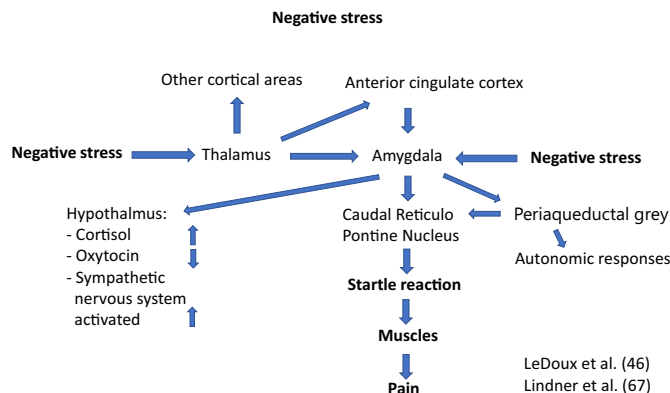 Negative stress
Other cortical areas
Anterior cingulate cortex
Negative stress
Thalamus
Amygdala
Negative stress
Hypothalmus:
- Cortisol
- Oxytocin
- Sympathetic
nervous system
activated
Caudal Reticulo
Pontine Nucleus
Periaqueductal grey
Autonomic responses
Startle reaction
Muscles
Pain
LeDoux et al. (46)
Lindner et al. (67)